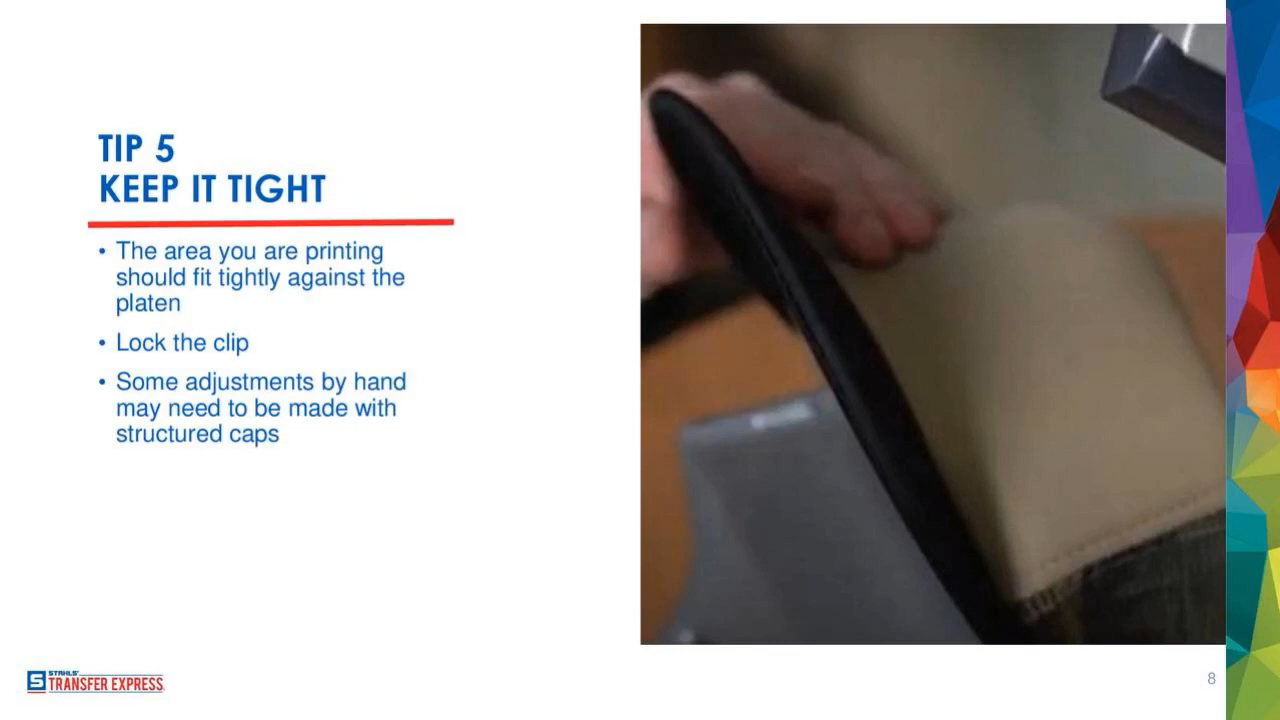 TIP 5
KEEP IT TIGHT
• The area you are printing
should fit tightly against the
platen
• Lock the clip
• Some adjustments by hand
may need to be made with
structured caps
S STAHLS'
TRANSFER EXPRESS
8